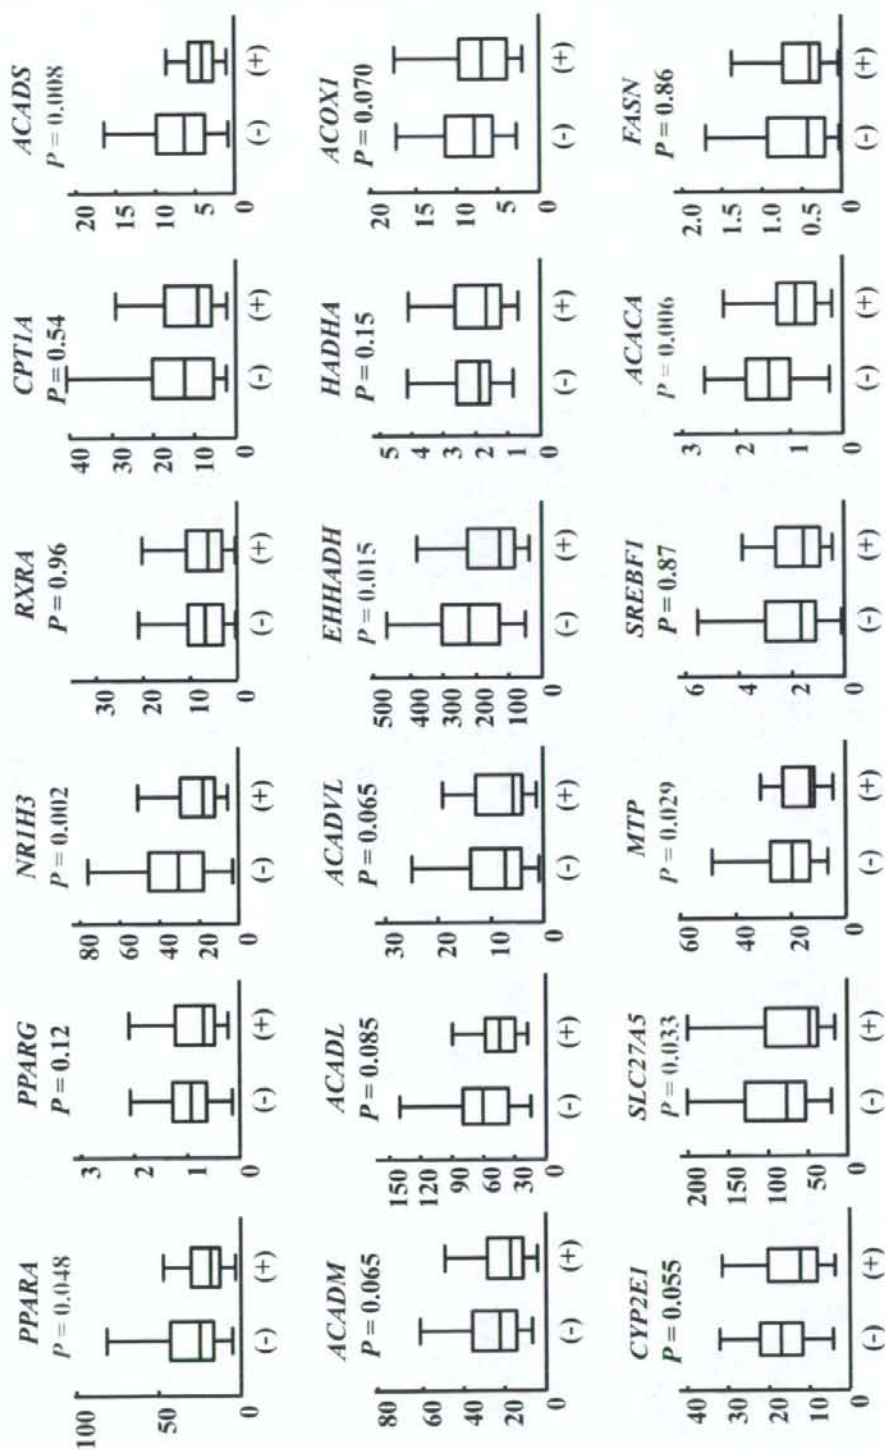 PPARA
P = 0.048
100
50
0
(-) (+)
PPARG
P = 0.12
3
2
1
0
(-) (+)
NR1H3
P = 0.002
80
60
40
20
0
(-) (+)
RXRA
P = 0.96
30
20
10
0
(-) (+)
CPT1A
P = 0.54
40
30
20
10
0
(-) (+)
ACADS
P = 0.008
20
15
10
5
0
(-) (+)
ACADM
P = 0.065
80
60
40
20
0
(-) (+)
ACADL
P = 0.085
150
120
90
60
30
0
(-) (+)
ACADVL
P = 0.065
30
20
10
0
(-) (+)
EHHADH
P = 0.015
500
400
300
200
100
0
(-) (+)
HADHA
P = 0.15
5
4
3
2
1
0
(-) (+)
ACOX1
P = 0.070
20
15
10
5
0
(-) (+)
CYP2E1
P = 0.055
40
30
20
10
0
(-) (+)
SLC27A5
P = 0.033
200
150
100
50
0
(-) (+)
MTP
P = 0.029
60
40
20
0
(-) (+)
SREBF1
P = 0.87
6
4
2
0
(-) (+)
ACACA
P = 0.006
3
2
1
0
(-) (+)
FASN
P = 0.86
2.0
1.5
1.0
0.5
0
(-) (+)